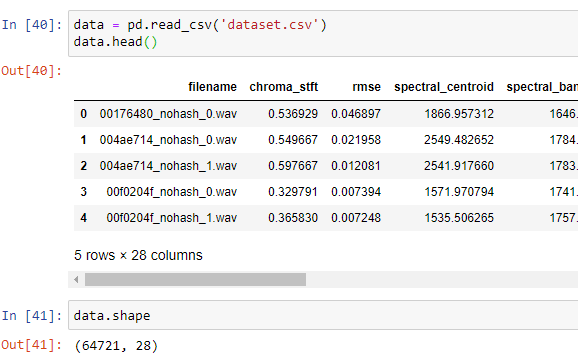 In [40]: data = pd.read_csv('dataset.csv')
data.head()
Out[40]:
filename chroma_stft rmse spectral_centroid spectral_ban
0 00176480_nohash_0.wav 0.536929 0.046897 1866.957312 1646.
1 004ae714_nohash_0.wav 0.549667 0.021958 2549.482652 1784.
2 004ae714_nohash_1.wav 0.597667 0.012081 2541.917660 1783.
3 00f0204f_nohash_0.wav 0.329791 0.007394 1571.970794 1741.
4 00f0204f_nohash_1.wav 0.365830 0.007248 1535.506265 1757.
5 rows × 28 columns
In [41]: data.shape
Out[41]: (64721, 28)